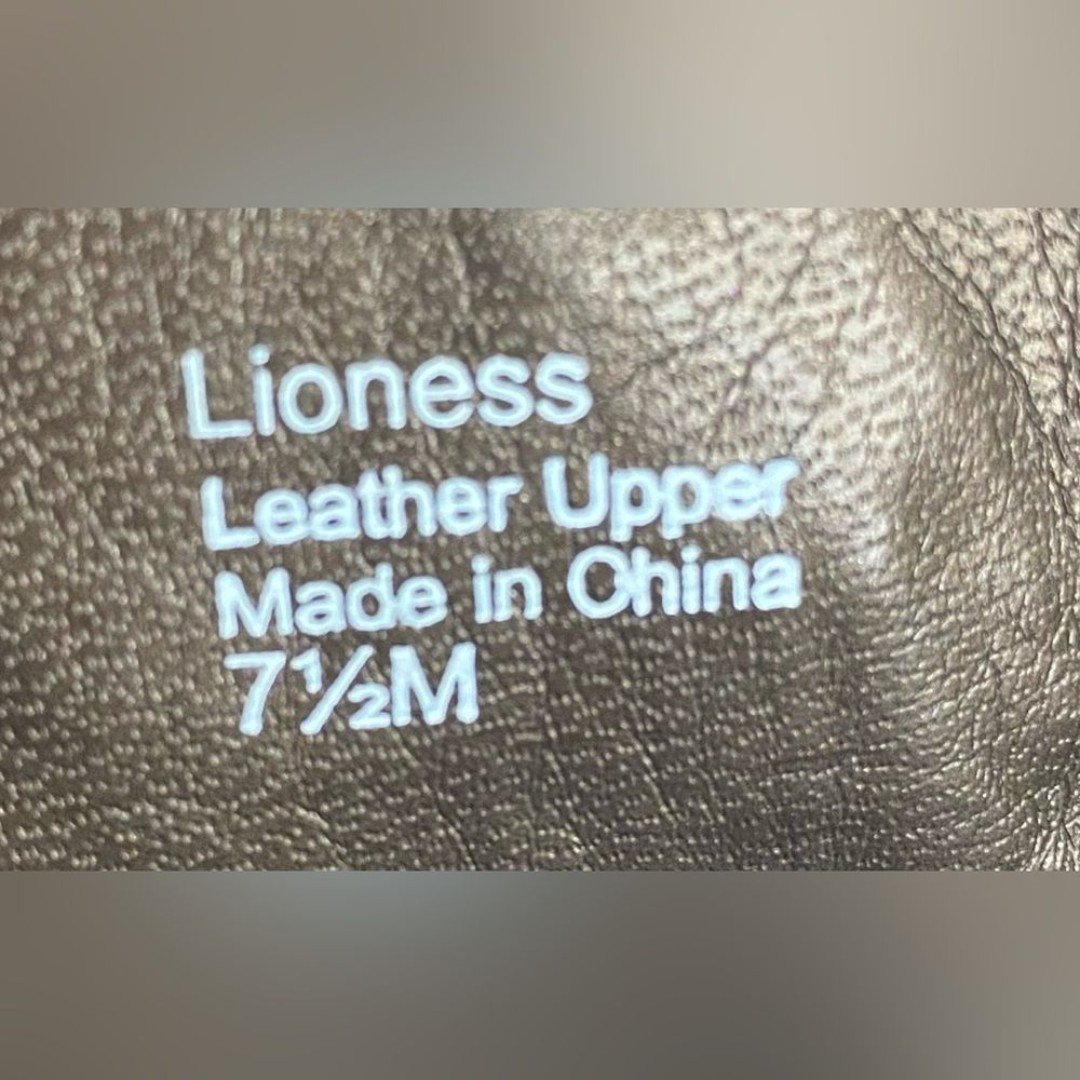 Lioness
Leather Upper
Made in China
7½M